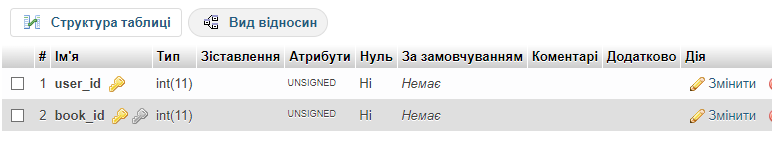 Структура таблиці Вид відносин
# Ім'я Тип Зіставлення Атрибути Нуль За замовчуванням Коментарі Додатково Дія
1 user_id int(11) UNSIGNED Ні Немає Змінити
2 book_id int(11) UNSIGNED Ні Немає Змінити